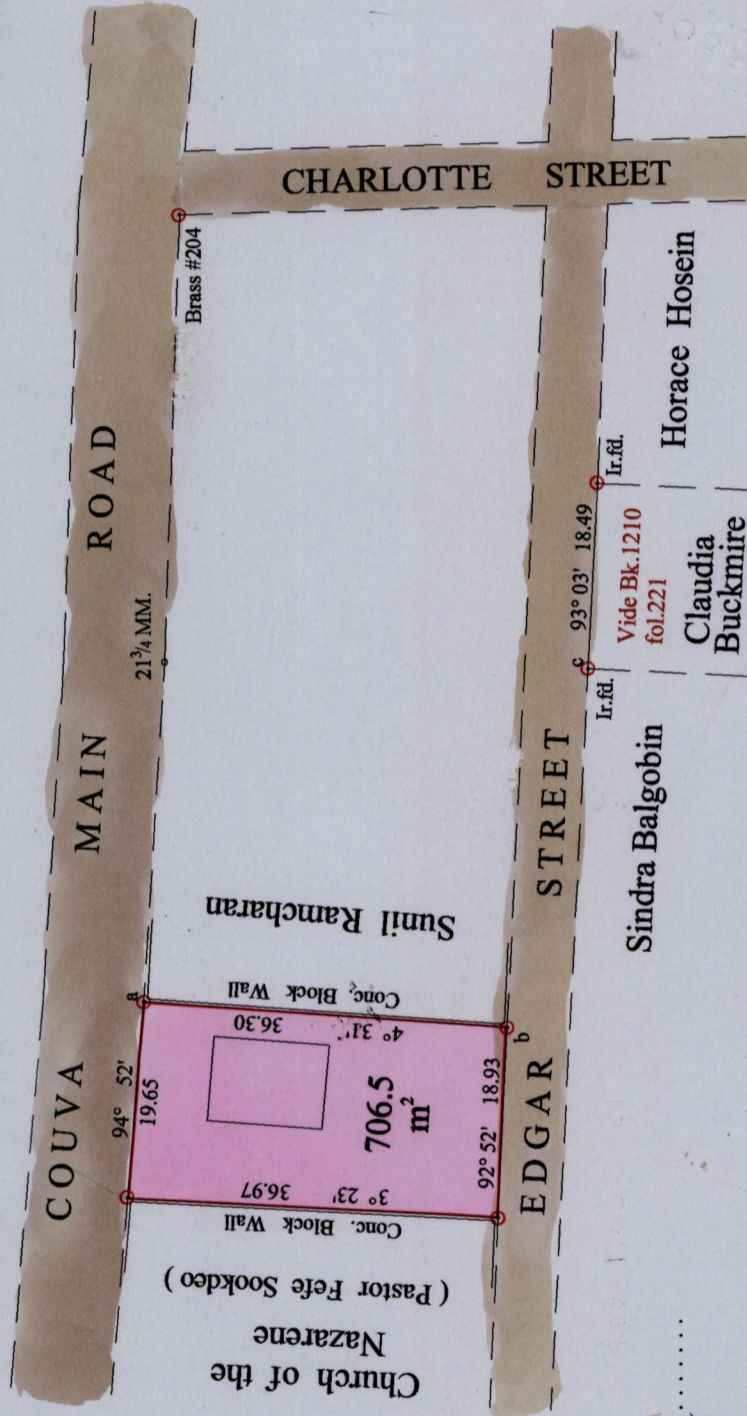 COUVA MAIN ROAD
CHARLOTTE STREET
Brass #204
21¾ MM.
Sunil Ramcharan
a
Conc. Block Wall
4° 31' 36.30
94° 52'
19.65
706.5
m²
92° 52' 18.93
b
3° 23' 36.97
Conc. Block Wall
Church of the
Nazarene
( Pastor Fefe Sookdeo )
EDGAR STREET
c
93° 03' 18.49
Ir.fd.
Ir.fd.
Vide Bk.1210
fol.221
Sindra Balgobin
Claudia
Buckmire
Horace Hosein